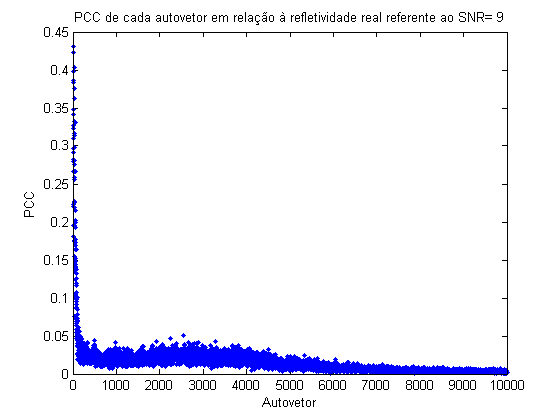 PCC de cada autovetor em relação à refletividade real referente ao SNR= 9
0.45
0.4
0.35
0.3
0.25
0.2
0.15
0.1
0.05
0
PCC
0 1000 2000 3000 4000 5000 6000 7000 8000 9000 10000
Autovetor